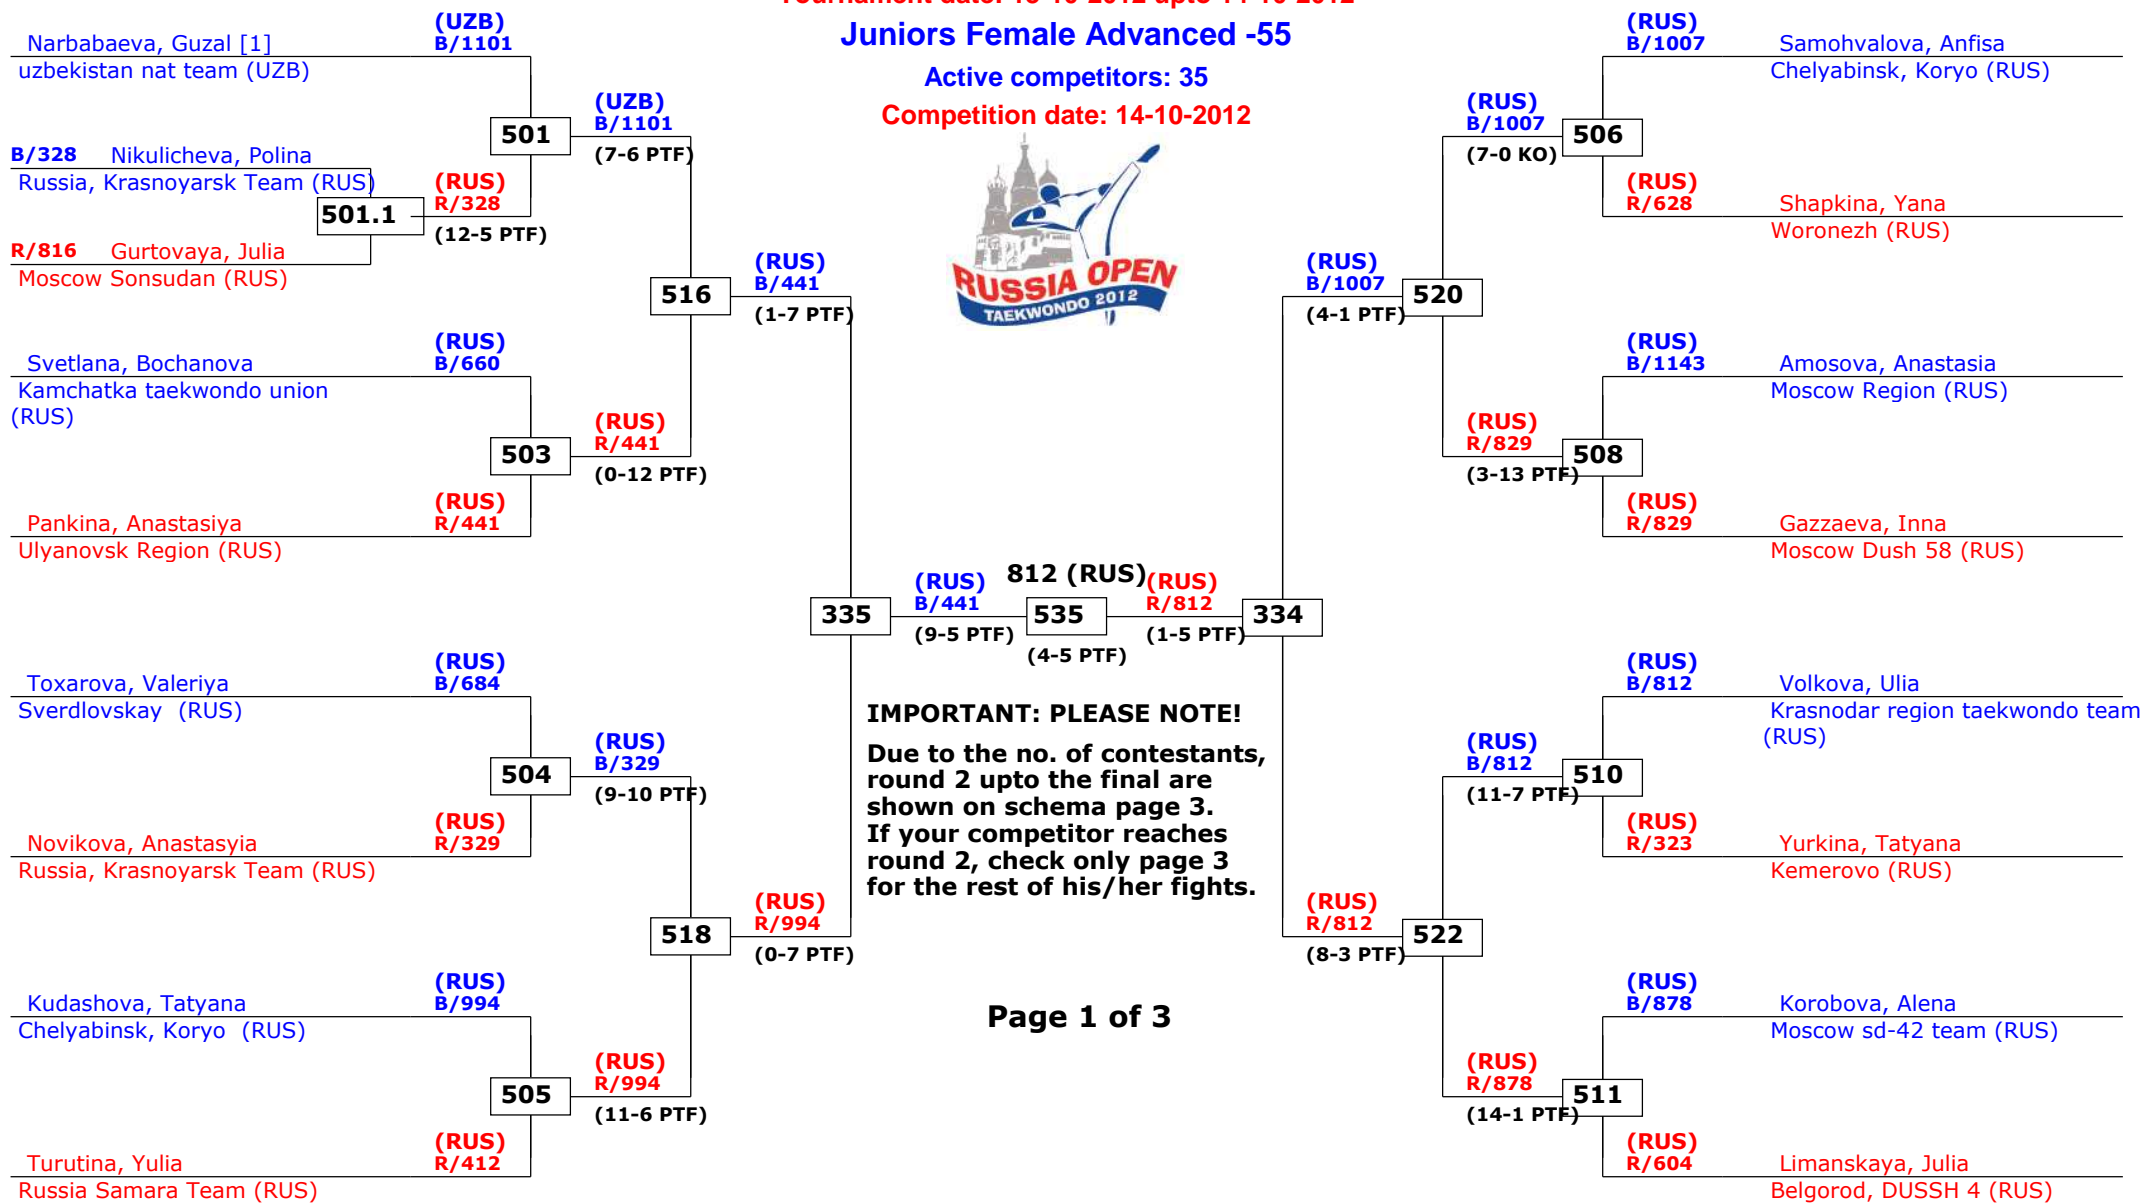 Tournament date: 13-10-2012 upto 14-10-2012
Juniors Female Advanced -55
Active competitors: 35
Competition date: 14-10-2012
RUSSIA OPEN
TAEKWONDO 2012
(UZB)
Narbabaeva, Guzal [1] B/1101
uzbekistan nat team (UZB)
501
(UZB)
B/1101
(7-6 PTF)
B/328 Nikulicheva, Polina
Russia, Krasnoyarsk Team (RUS)
501.1
(RUS)
R/328
(12-5 PTF)
R/816 Gurtovaya, Julia
Moscow Sonsudan (RUS)
516
(RUS)
B/441
(1-7 PTF)
(RUS)
Svetlana, Bochanova B/660
Kamchatka taekwondo union
(RUS)
503
(RUS)
R/441
(0-12 PTF)
(RUS)
Pankina, Anastasiya R/441
Ulyanovsk Region (RUS)
335
(RUS)
B/441
(9-5 PTF)
812 (RUS)
535
(4-5 PTF)
(RUS)
R/812
(1-5 PTF)
334
(RUS)
Toxarova, Valeriya B/684
Sverdlovskay (RUS)
504
(RUS)
B/329
(9-10 PTF)
(RUS)
Novikova, Anastasyia R/329
Russia, Krasnoyarsk Team (RUS)
518
(RUS)
R/994
(0-7 PTF)
(RUS)
Kudashova, Tatyana B/994
Chelyabinsk, Koryo (RUS)
505
(RUS)
R/994
(11-6 PTF)
(RUS)
Turutina, Yulia R/412
Russia Samara Team (RUS)
IMPORTANT: PLEASE NOTE!
Due to the no. of contestants,
round 2 upto the final are
shown on schema page 3.
If your competitor reaches
round 2, check only page 3
for the rest of his/her fights.
Page 1 of 3
(RUS)
B/1007 Samohvalova, Anfisa
Chelyabinsk, Koryo (RUS)
(RUS)
B/1007
(7-0 KO)
506
(RUS)
R/628 Shapkina, Yana
Woronezh (RUS)
(RUS)
B/1007
(4-1 PTF)
520
(RUS)
B/1143 Amosova, Anastasia
Moscow Region (RUS)
(RUS)
R/829
(3-13 PTF)
508
(RUS)
R/829 Gazzaeva, Inna
Moscow Dush 58 (RUS)
(RUS)
B/812 Volkova, Ulia
Krasnodar region taekwondo team
(RUS)
(RUS)
B/812
(11-7 PTF)
510
(RUS)
R/323 Yurkina, Tatyana
Kemerovo (RUS)
(RUS)
R/812
(8-3 PTF)
522
(RUS)
B/878 Korobova, Alena
Moscow sd-42 team (RUS)
(RUS)
R/878
(14-1 PTF)
511
(RUS)
R/604 Limanskaya, Julia
Belgorod, DUSSH 4 (RUS)